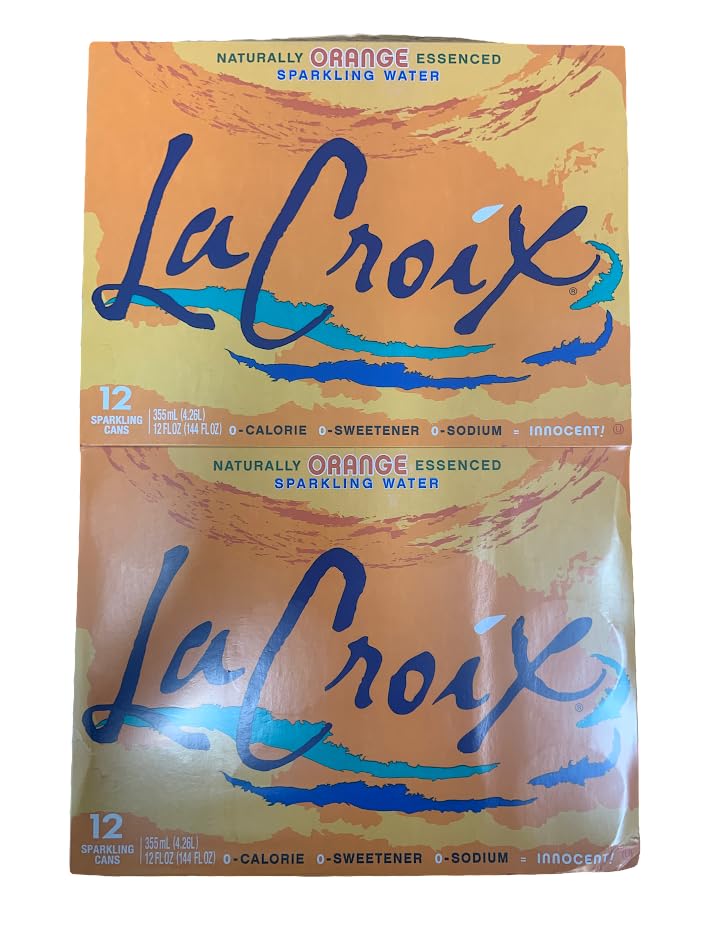 NATURALLY ORANGE ESSENCED
SPARKLING WATER
LaCroix®
12
SPARKLING
CANS
355 mL (4.26L)
12 FL OZ (144 FL OZ)
0-CALORIE 0-SWEETENER 0-SODIUM = INNOCENT! Ⓤ
NATURALLY ORANGE ESSENCED
SPARKLING WATER
LaCroix®
12
SPARKLING
CANS
355 mL (4.26L)
12 FL OZ (144 FL OZ)
0-CALORIE 0-SWEETENER 0-SODIUM = INNOCENT!